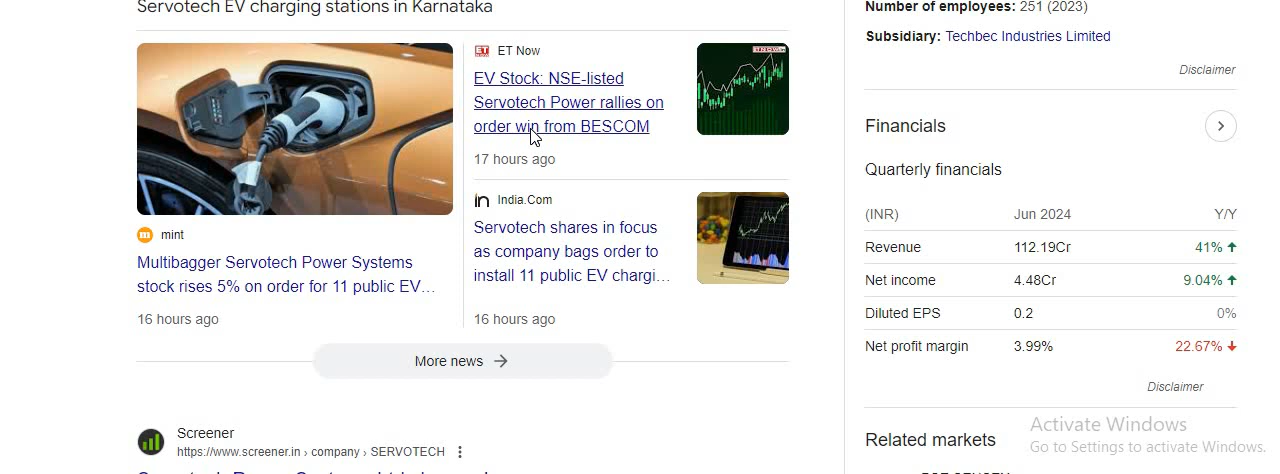 Servotech EV charging stations in Karnataka
ET Now
EV Stock: NSE-listed
Servotech Power rallies on
order win from BESCOM
17 hours ago
mint
Multibagger Servotech Power Systems
stock rises 5% on order for 11 public EV...
16 hours ago
India.Com
Servotech shares in focus
as company bags order to
install 11 public EV chargi...
16 hours ago
More news →
Screener
https://www.screener.in › company › SERVOTECH
Number of employees: 251 (2023)
Subsidiary: Techbec Industries Limited
Disclaimer
Financials
Quarterly financials
(INR) Jun 2024 Y/Y
Revenue 112.19Cr 41% ↑
Net income 4.48Cr 9.04% ↑
Diluted EPS 0.2 0%
Net profit margin 3.99% 22.67% ↓
Disclaimer
Related markets
Activate Windows
Go to Settings to activate Windows.